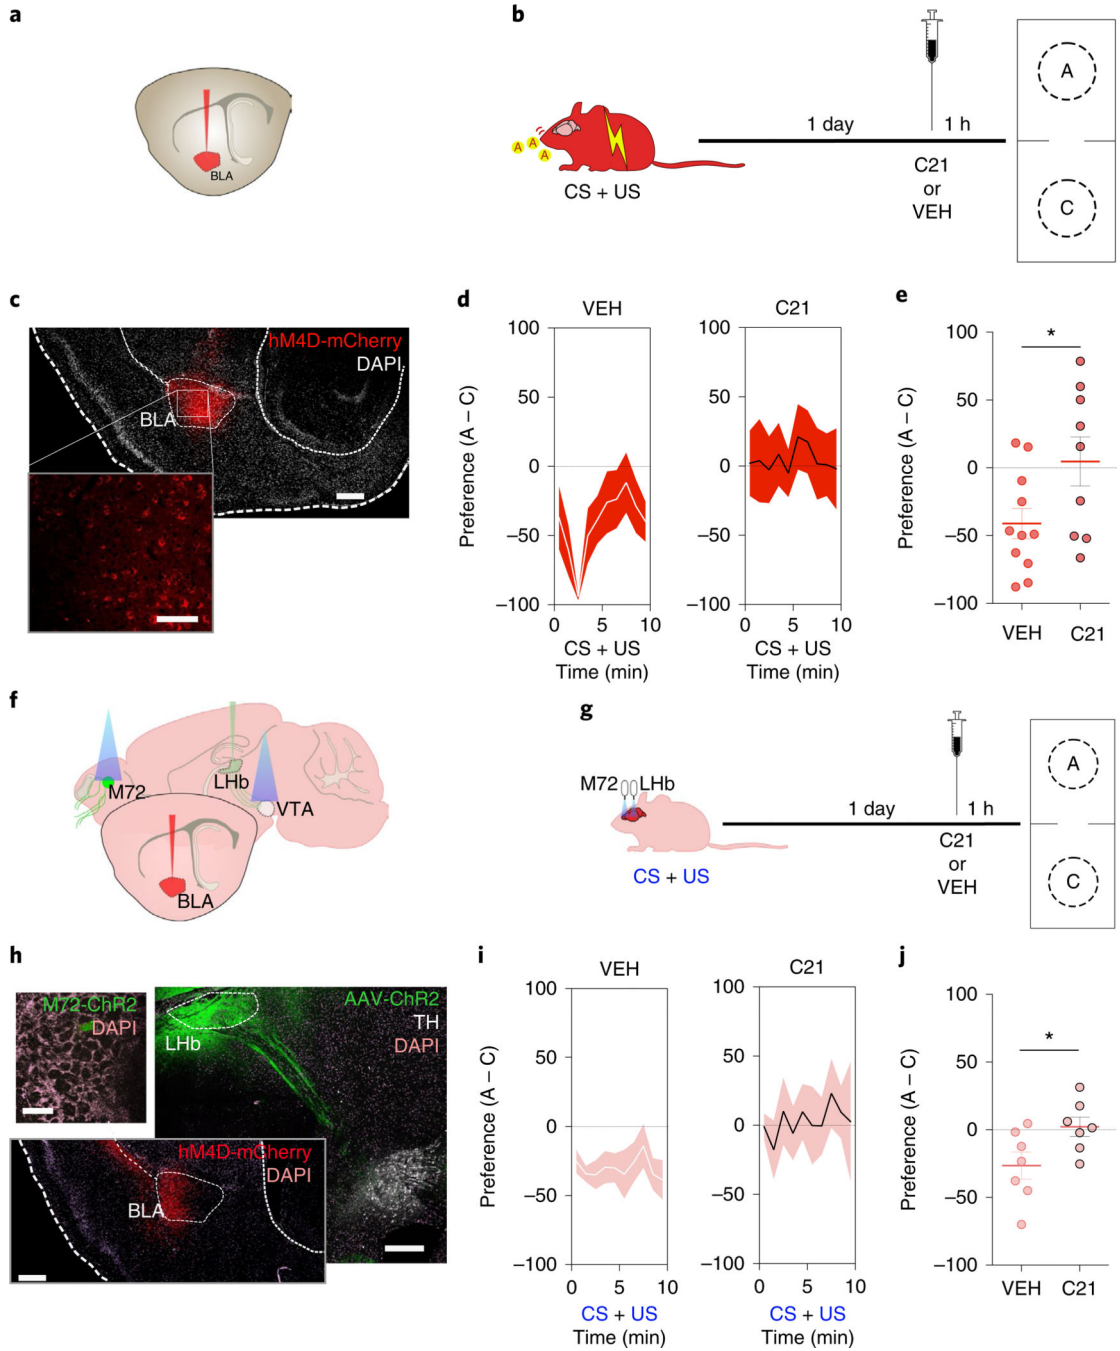 a
BLA
b
A
A
A
CS + US
1 day
1 h
C21
or
VEH
A
C
c
hM4D-mCherry
DAPI
BLA
d
VEH
C21
Preference (A – C)
100
50
0
–50
–100
100
50
0
–50
–100
0
5
10
0
5
10
CS + US
Time (min)
CS + US
Time (min)
e
*
Preference (A – C)
100
50
0
–50
–100
VEH
C21
f
M72
LHb
VTA
BLA
g
M72
LHb
CS + US
1 day
1 h
C21
or
VEH
A
C
h
M72-ChR2
DAPI
AAV-ChR2
TH
DAPI
LHb
hM4D-mCherry
DAPI
BLA
i
VEH
C21
Preference (A – C)
100
50
0
–50
–100
100
50
0
–50
–100
0
5
10
0
5
10
CS + US
Time (min)
CS + US
Time (min)
j
*
Preference (A – C)
100
50
0
–50
–100
VEH
C21